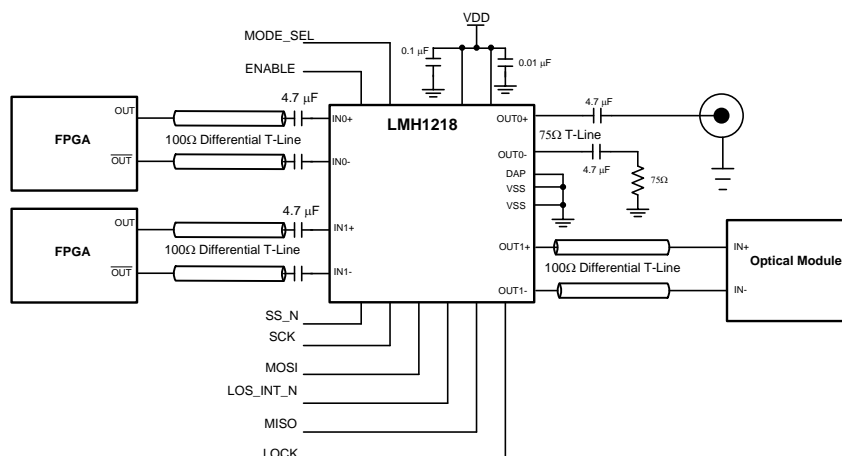 VDD
MODE_SEL
0.1 μF
0.01 μF
ENABLE
4.7 μF
4.7 μF
OUT
IN0+
LMH1218
OUT0+
FPGA
100Ω Differential T-Line
75Ω T-Line
OUT
IN0-
OUT0-
4.7 μF
DAP
75Ω
VSS
VSS
4.7 μF
OUT
IN1+
OUT1+
IN+
FPGA
100Ω Differential T-Line
100Ω Differential T-Line
Optical Module
OUT
IN1-
OUT1-
IN-
SS_N
SCK
MOSI
LOS_INT_N
MISO
LOCK